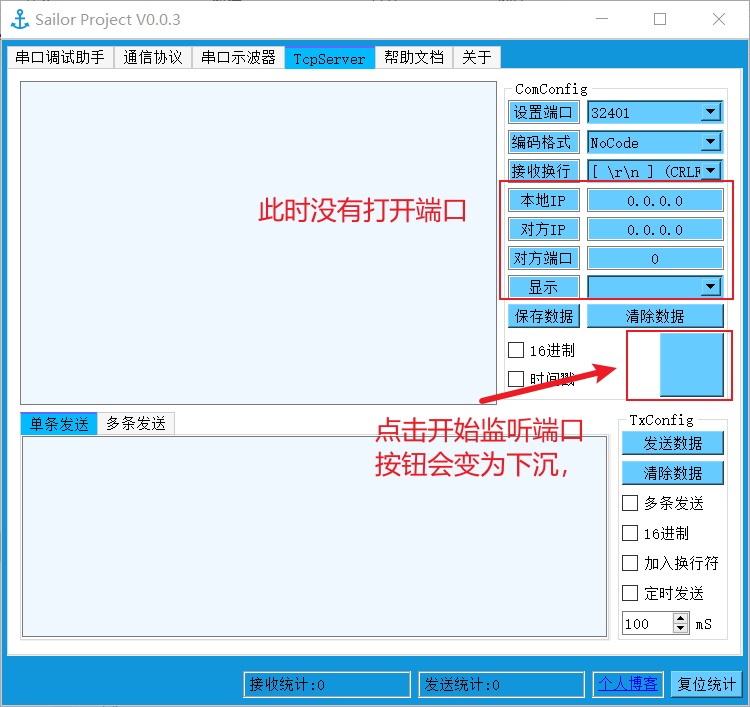 Sailor Project V0.0.3
串口调试助手 通信协议 串口示波器 TcpServer 帮助文档 关于
ComConfig
设置端口 32401
编码格式 NoCode
接收换行 [ \r\n ] (CRLF
此时没有打开端口
本地IP 0.0.0.0
对方IP 0.0.0.0
对方端口 0
显示
保存数据 清除数据
16进制
时间戳
点击开始监听端口
按钮会变为下沉，
单条发送 多条发送
TxConfig
发送数据
清除数据
多条发送
16进制
加入换行符
定时发送
100 mS
接收统计:0 发送统计:0 个人博客 复位统计